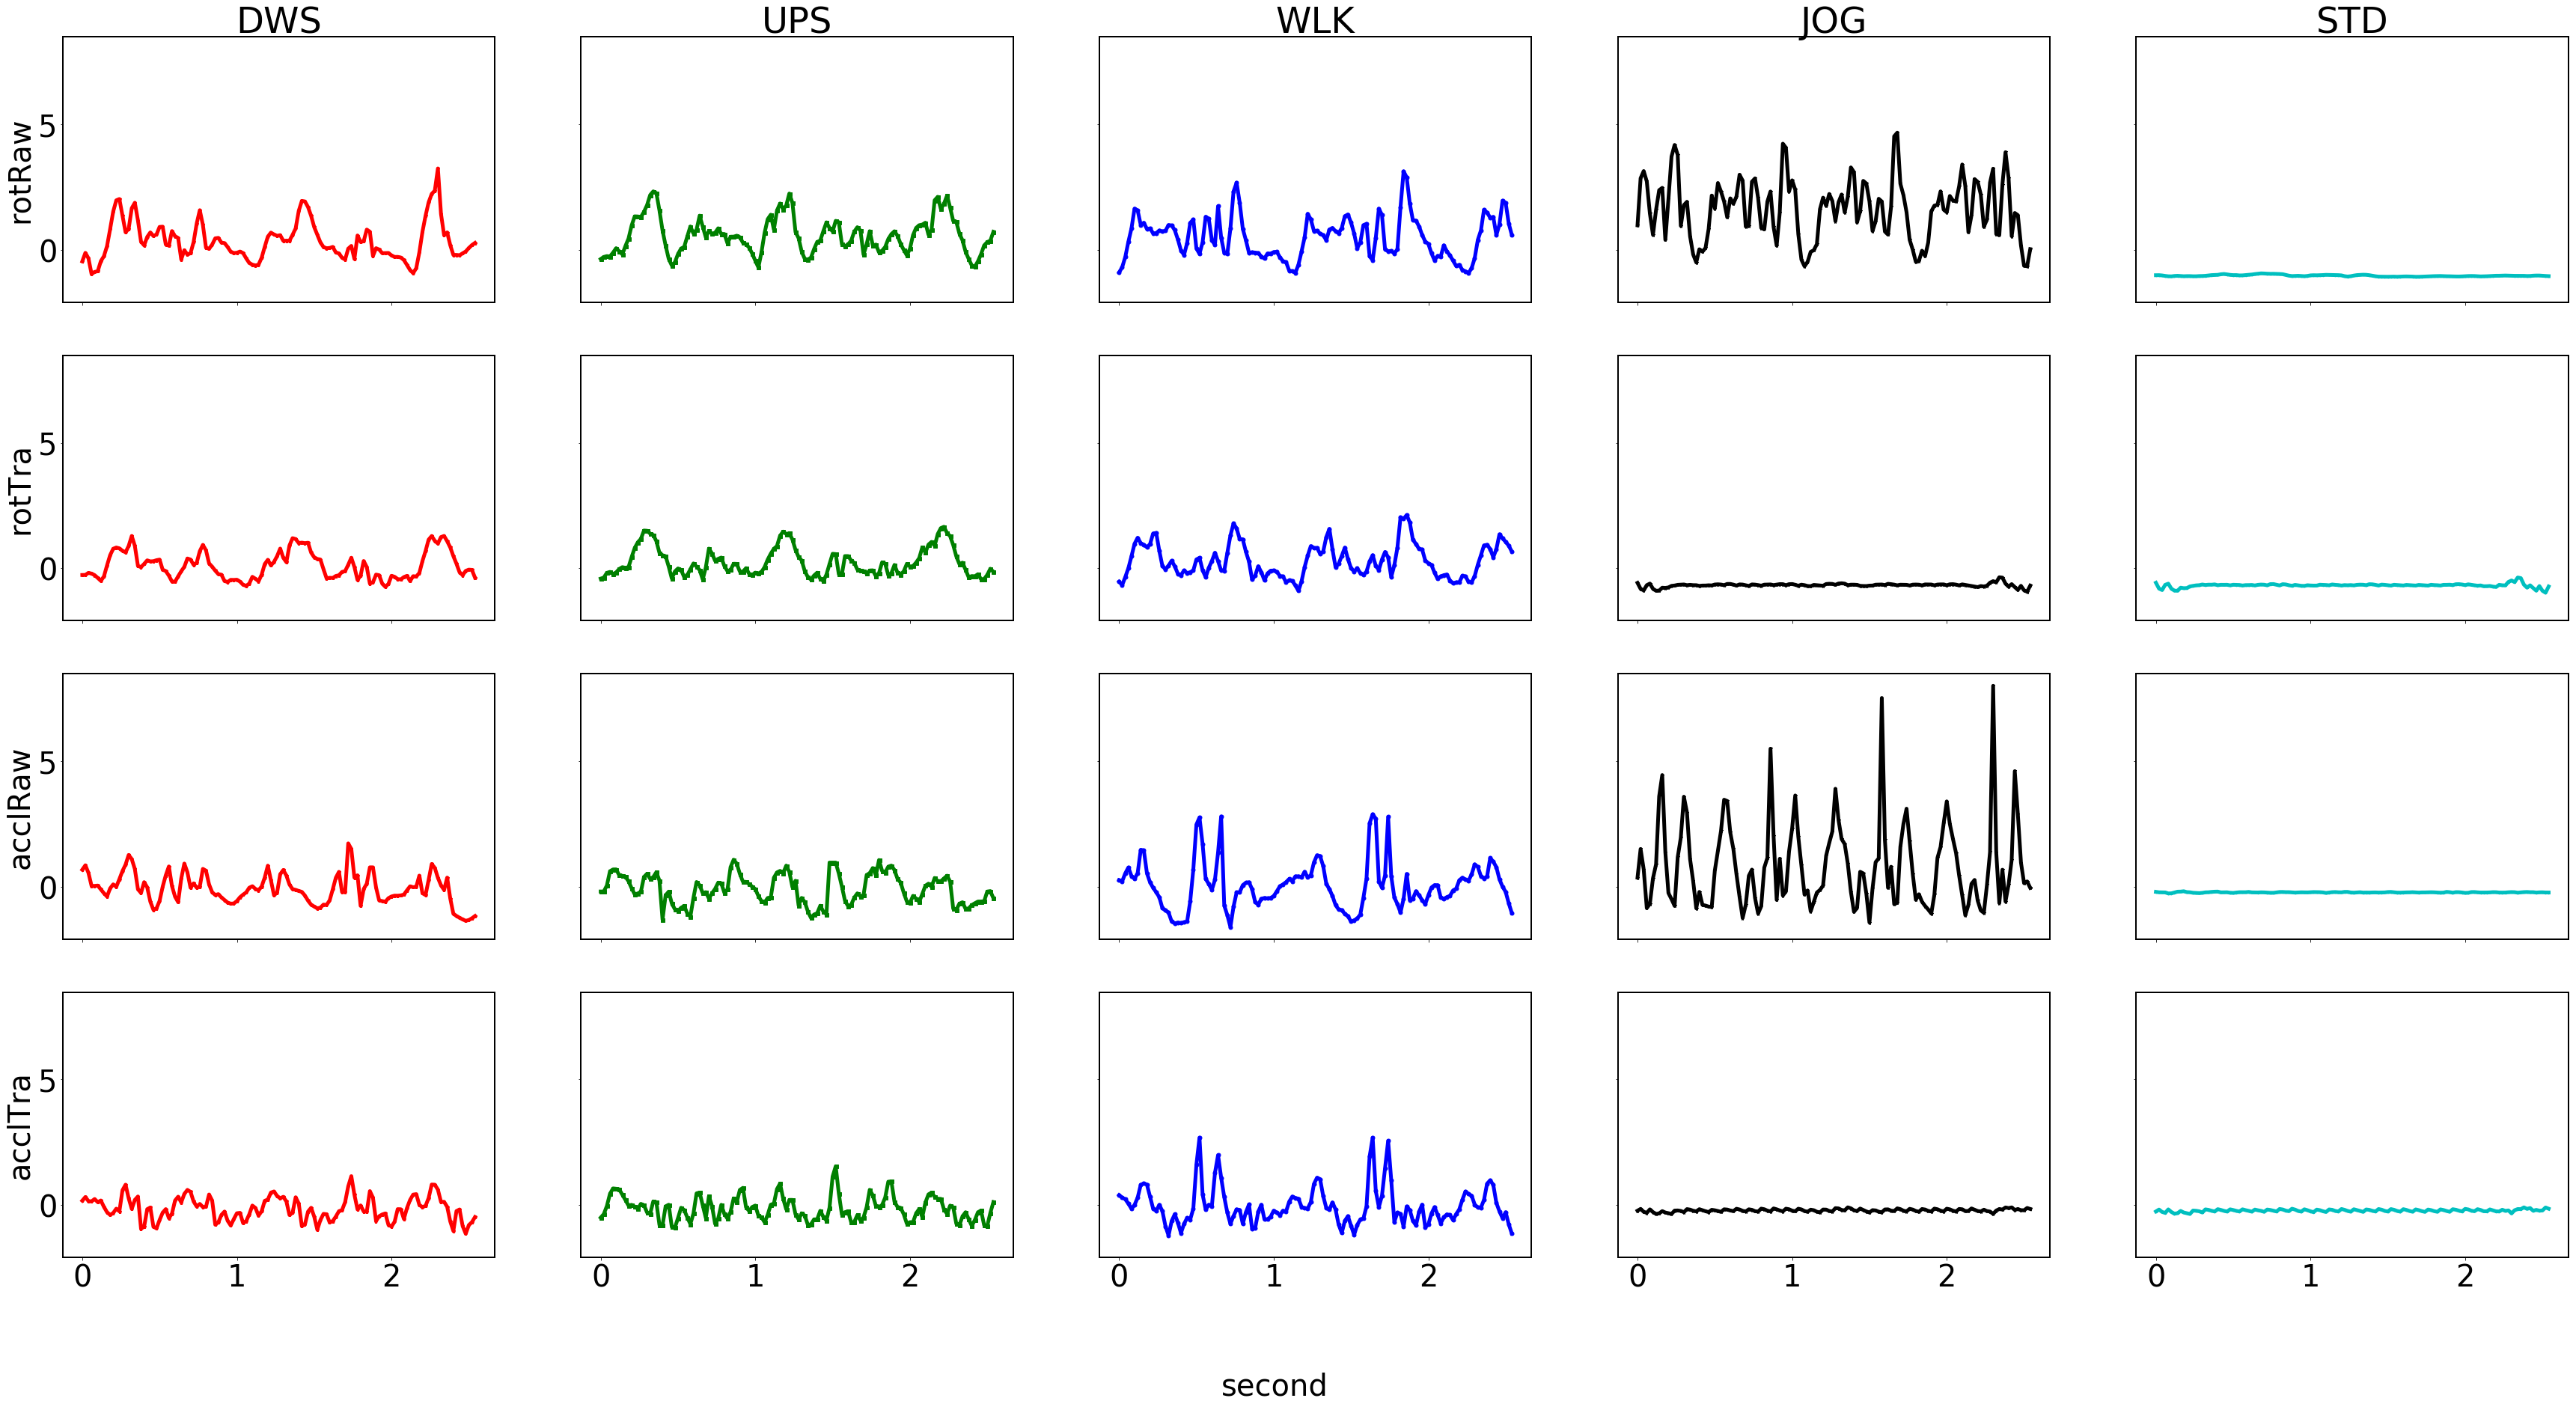 DWS UPS WLK JOG STD
rotRaw 5 0
rotTra 5 0
acclRaw 5 0
acclTra 5 0
0 1 2 0 1 2 0 1 2 0 1 2 0 1 2
second